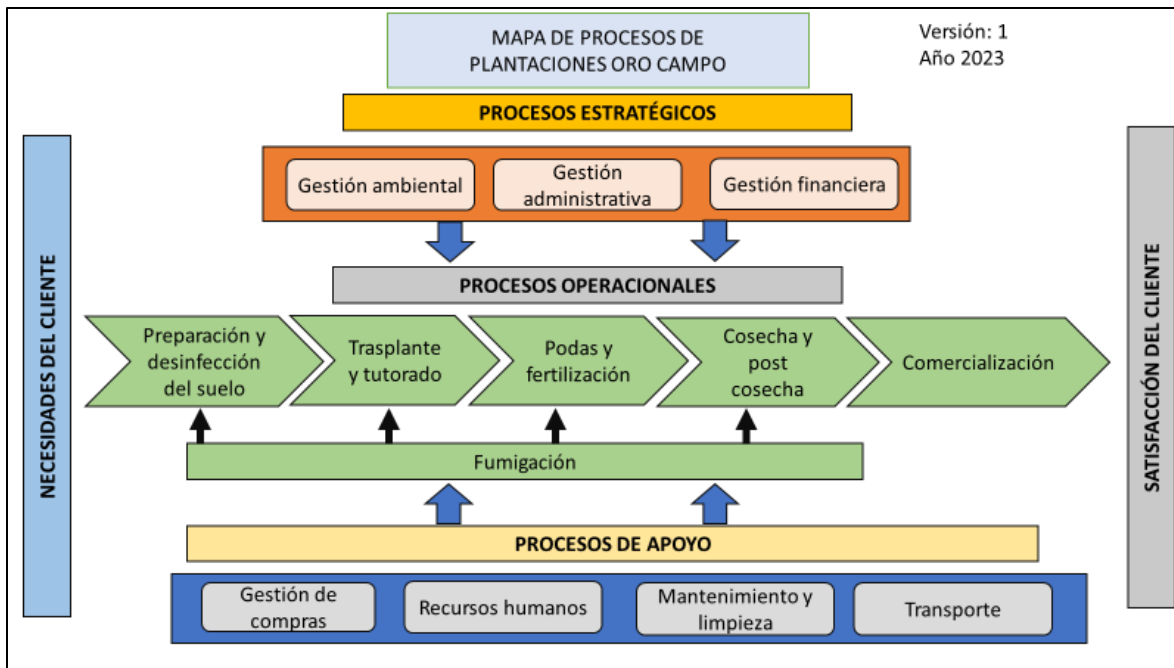 MAPA DE PROCESOS DE
PLANTACIONES ORO CAMPO
Versión: 1
Año 2023
PROCESOS ESTRATÉGICOS
Gestión ambiental
Gestión
administrativa
Gestión financiera
NECESIDADES DEL CLIENTE
SATISFACCIÓN DEL CLIENTE
PROCESOS OPERACIONALES
Preparación y
desinfección
del suelo
Trasplante
y tutorado
Podas y
fertilización
Cosecha y
post
cosecha
Comercialización
Fumigación
PROCESOS DE APOYO
Gestión de
compras
Recursos humanos
Mantenimiento y
limpieza
Transporte